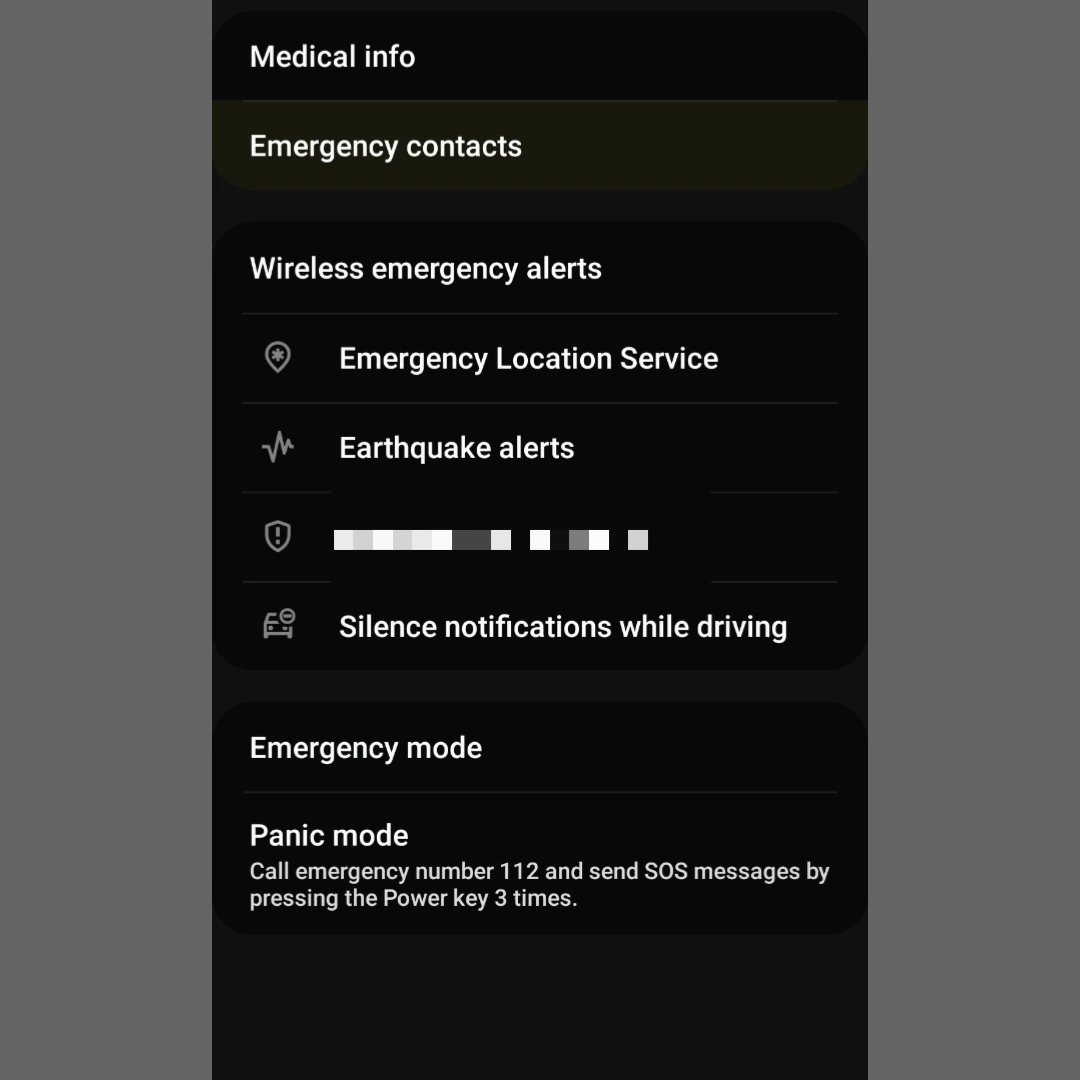 Medical info
Emergency contacts
Wireless emergency alerts
Emergency Location Service
Earthquake alerts
Silence notifications while driving
Emergency mode
Panic mode
Call emergency number 112 and send SOS messages by
pressing the Power key 3 times.